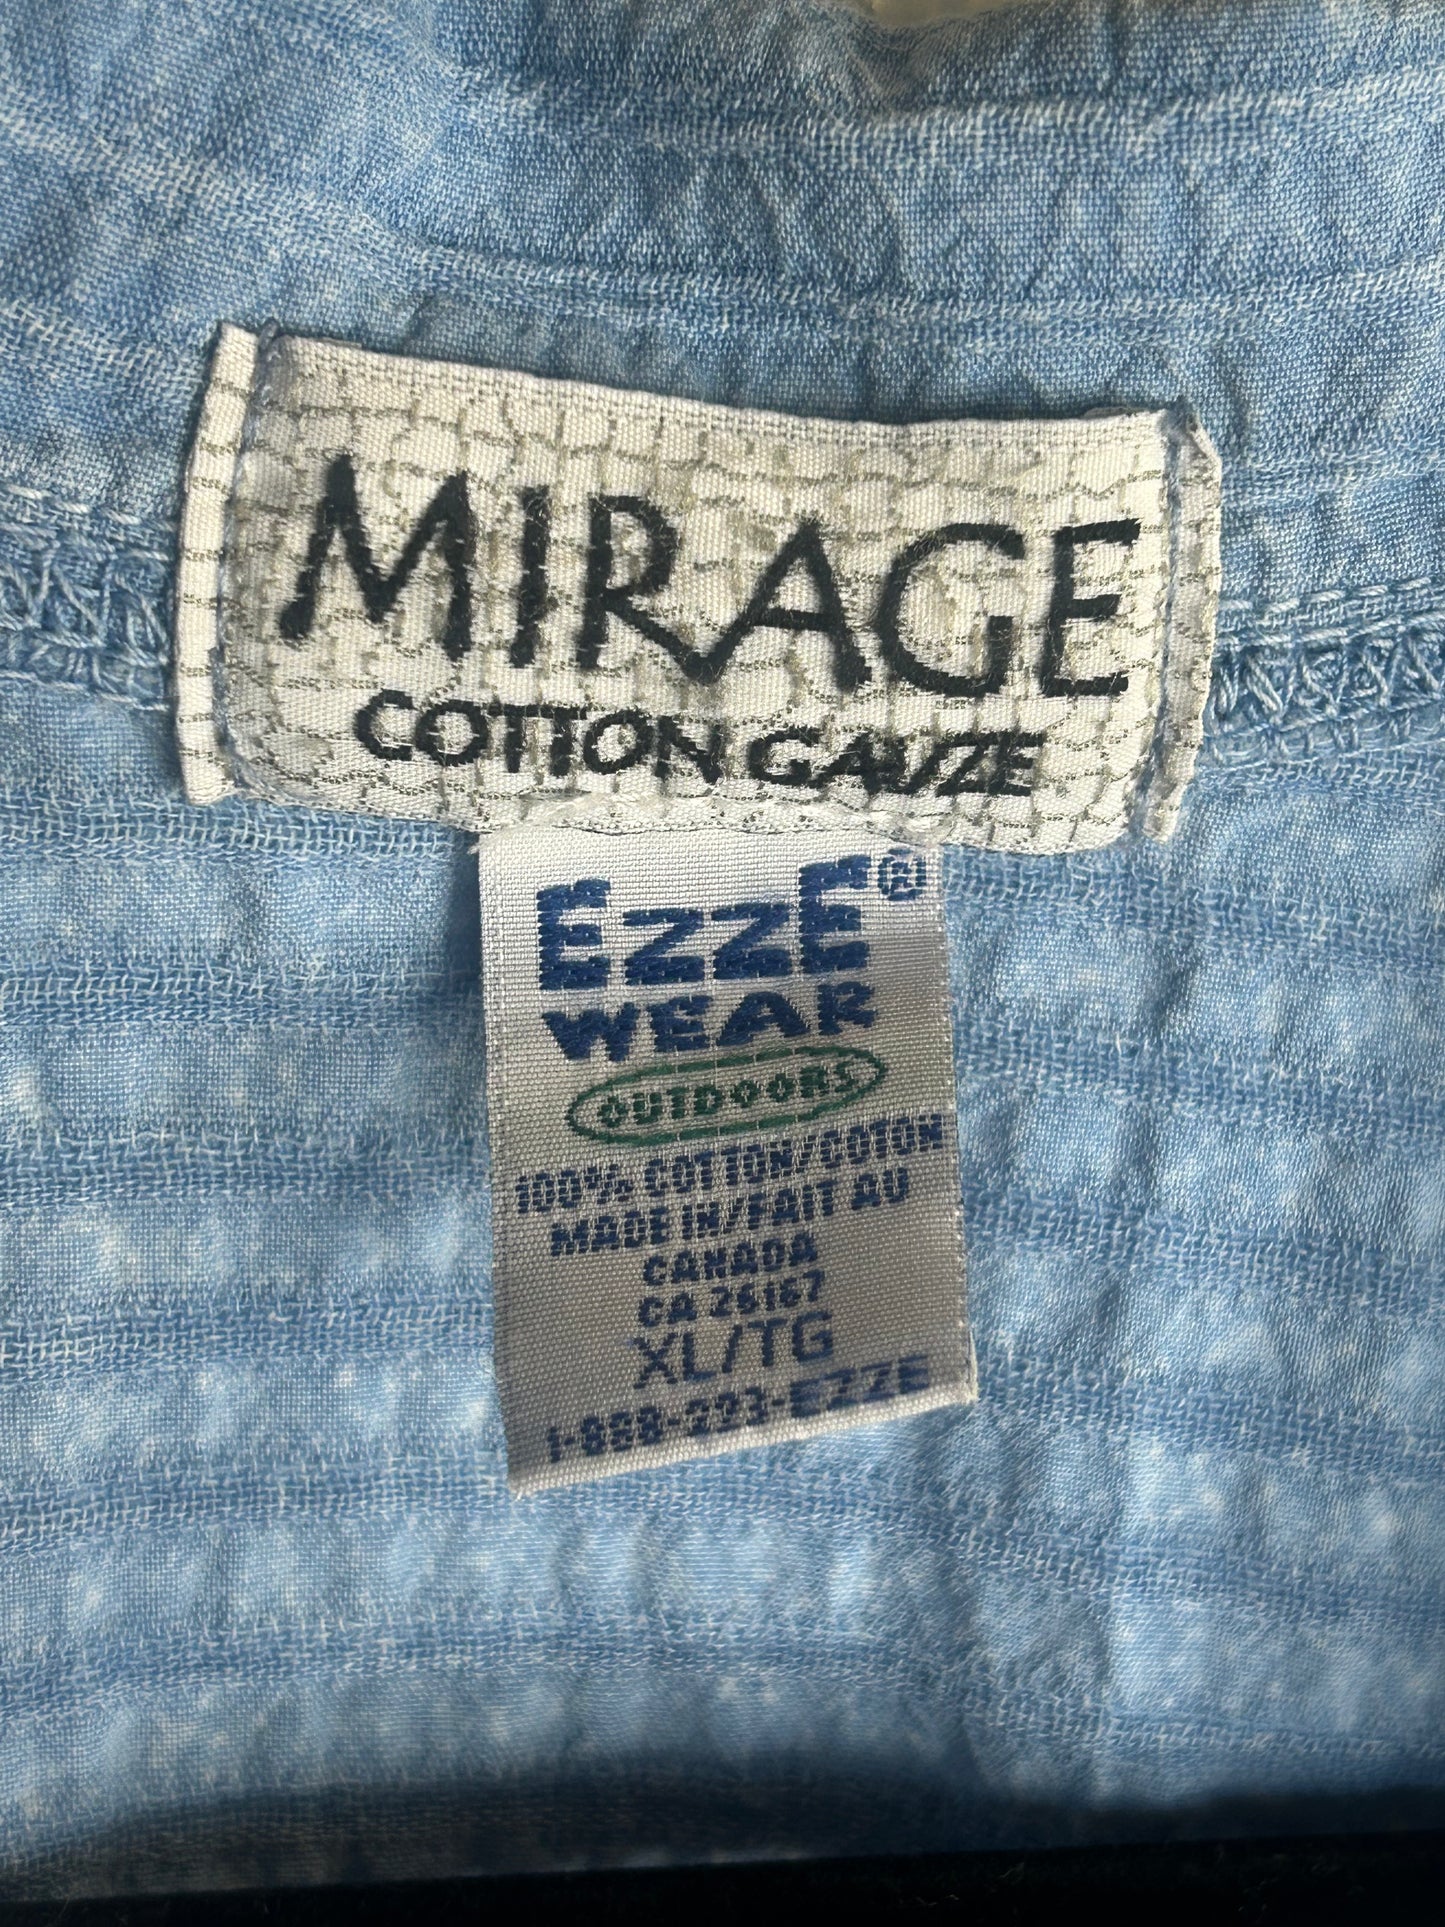 MIRAGE
COTTON GAUZE
EZZE®
WEAR
OUTDOORS
100% COTTON/COTON
MADE IN/FAIT AU
CANADA
CA 26167
XL/TG
1-888-233-EZZE